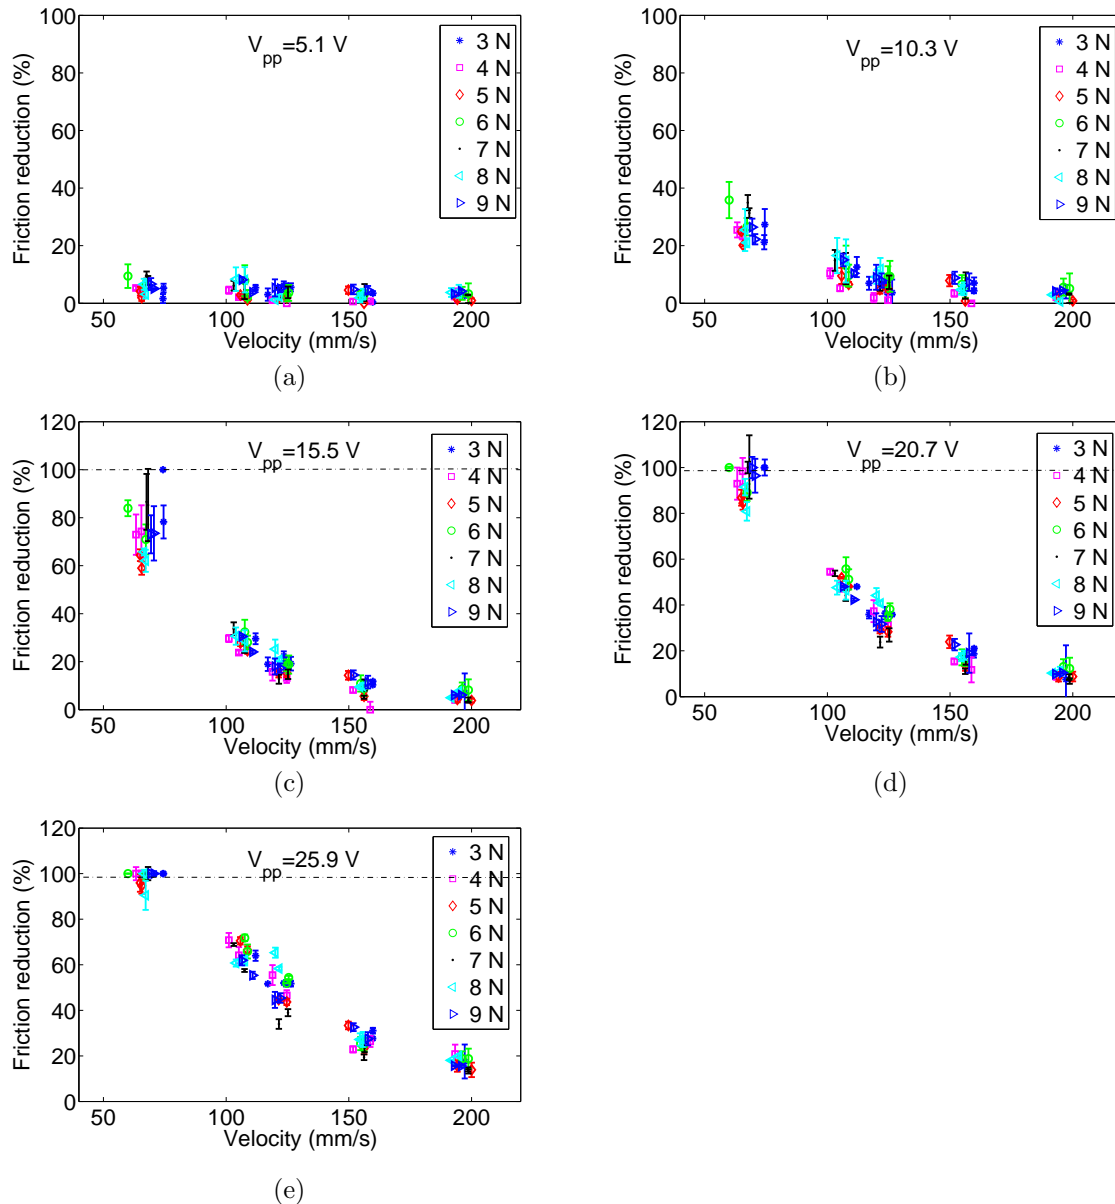 100
80
60
40
20
0
Friction reduction (%)
V_pp=5.1 V
3 N
4 N
5 N
6 N
7 N
8 N
9 N
50 100 150 200
Velocity (mm/s)
(a)
100
80
60
40
20
0
Friction reduction (%)
V_pp=10.3 V
3 N
4 N
5 N
6 N
7 N
8 N
9 N
50 100 150 200
Velocity (mm/s)
(b)
120
100
80
60
40
20
0
Friction reduction (%)
V_pp=15.5 V
3 N
4 N
5 N
6 N
7 N
8 N
9 N
50 100 150 200
Velocity (mm/s)
(c)
120
100
80
60
40
20
0
Friction reduction (%)
V_pp=20.7 V
3 N
4 N
5 N
6 N
7 N
8 N
9 N
50 100 150 200
Velocity (mm/s)
(d)
120
100
80
60
40
20
0
Friction reduction (%)
V_pp=25.9 V
3 N
4 N
5 N
6 N
7 N
8 N
9 N
50 100 150 200
Velocity (mm/s)
(e)